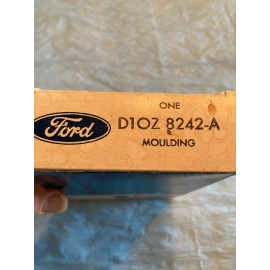 ONE
Ford
D1OZ 8242-A
MOULDING